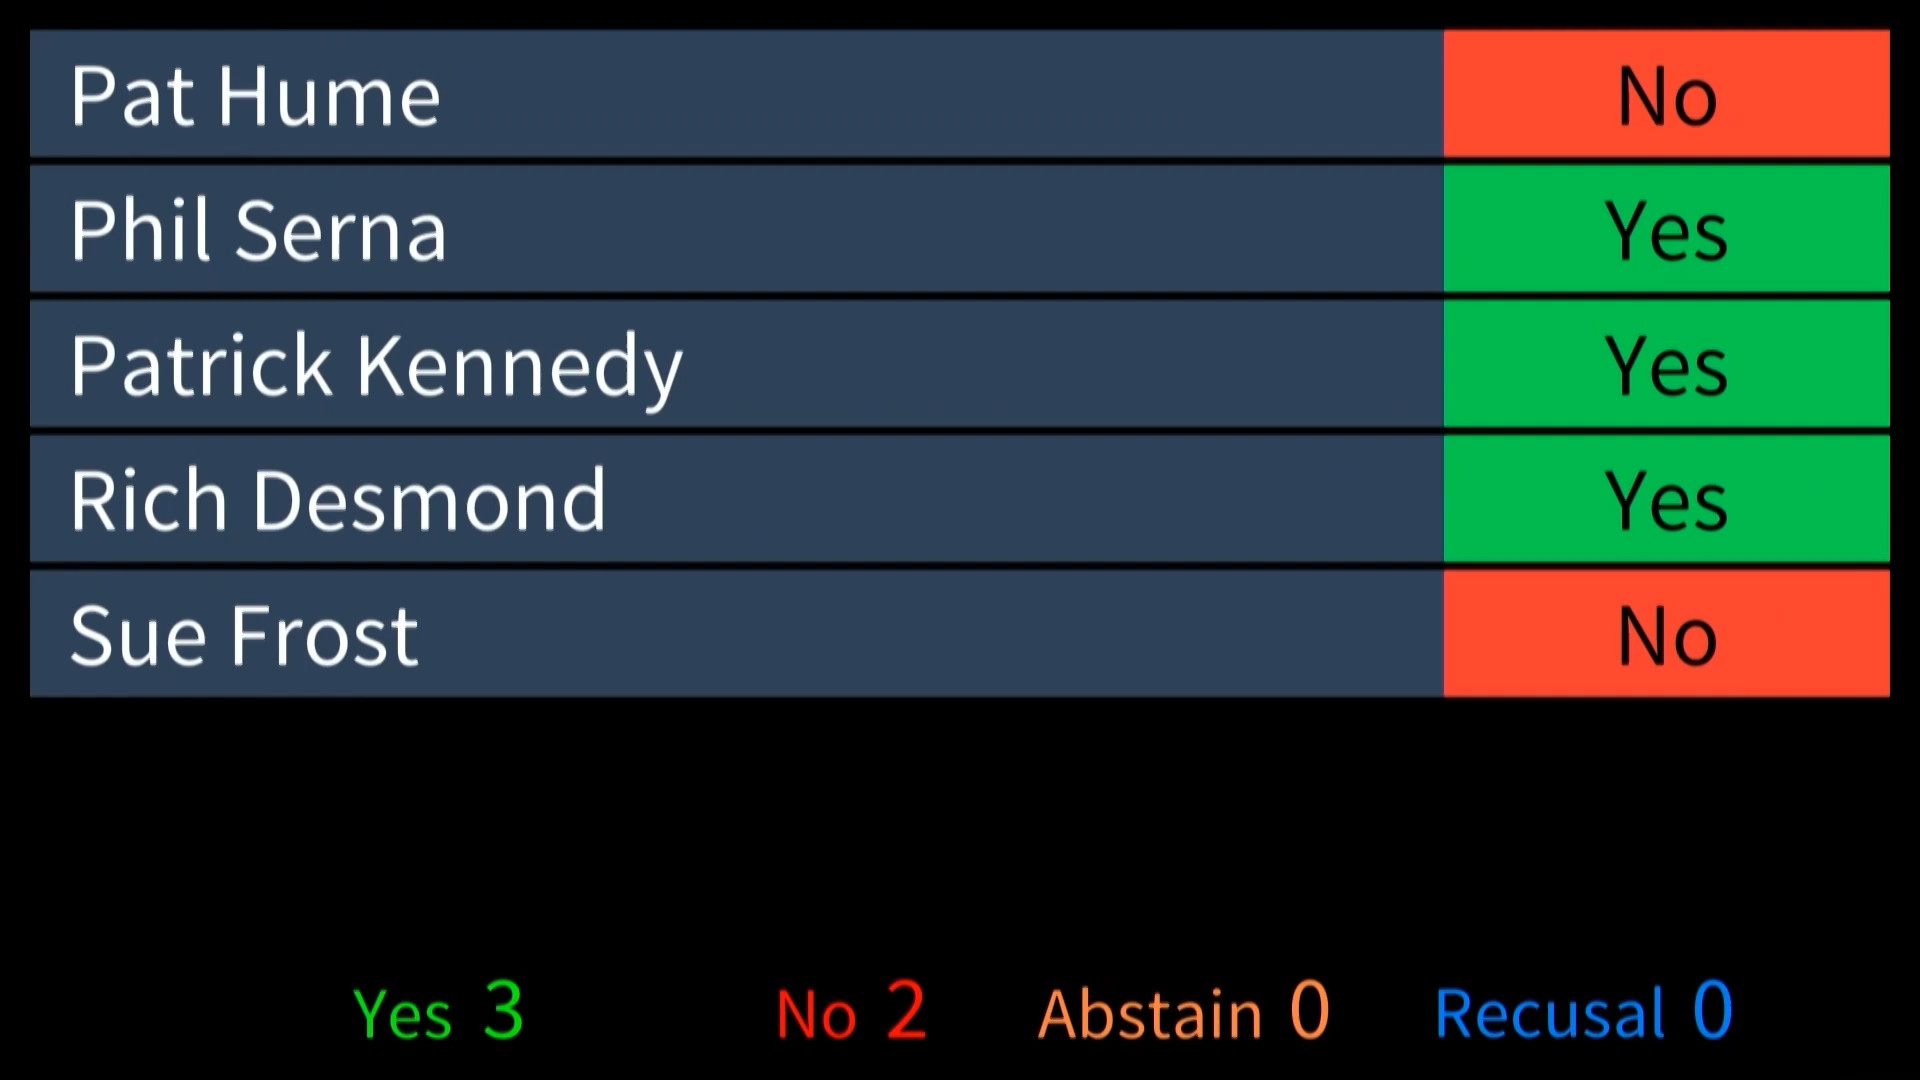 Pat Hume No
Phil Serna Yes
Patrick Kennedy Yes
Rich Desmond Yes
Sue Frost No
Yes 3 No 2 Abstain 0 Recusal 0